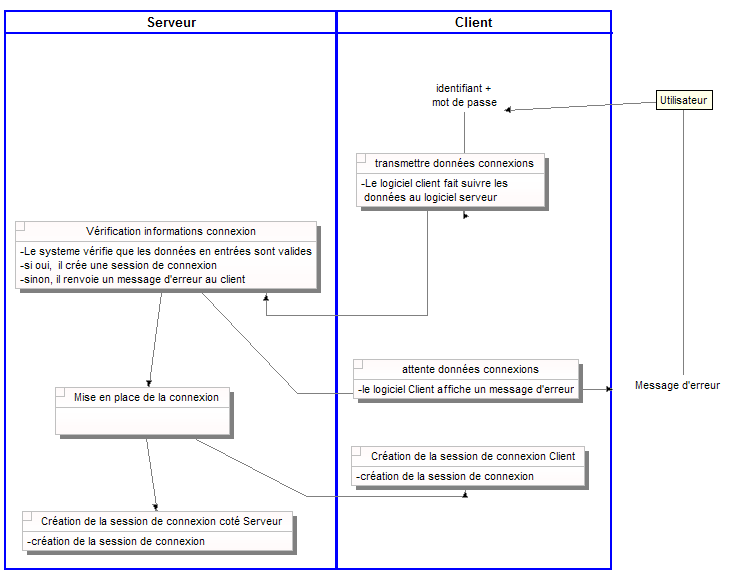 Serveur
Client
identifiant +
mot de passe
Utilisateur
transmettre données connexions
-Le logiciel client fait suivre les
données au logiciel serveur
Vérification informations connexion
-Le systeme vérifie que les données en entrées sont valides
-si oui, il crée une session de connexion
-sinon, il renvoie un message d'erreur au client
attente données connexions
-le logiciel Client affiche un message d'erreur
Message d'erreur
Mise en place de la connexion
Création de la session de connexion Client
-création de la session de connexion
Création de la session de connexion coté Serveur
-création de la session de connexion